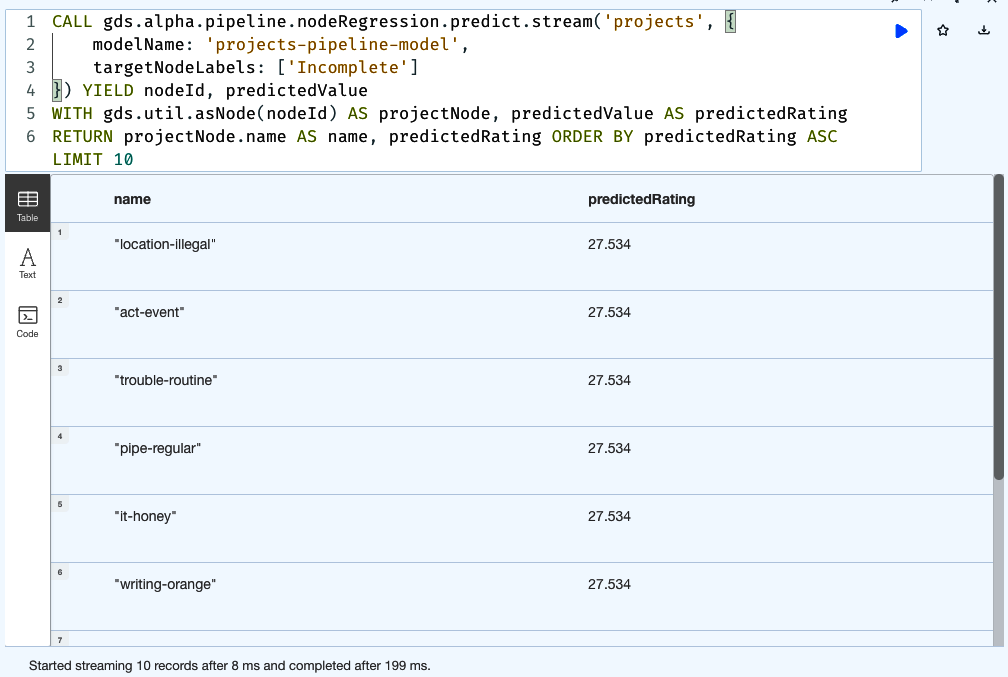 1 CALL gds.alpha.pipeline.nodeRegression.predict.stream('projects', {
2 modelName: 'projects-pipeline-model',
3 targetNodeLabels: ['Incomplete']
4 }) YIELD nodeId, predictedValue
5 WITH gds.util.asNode(nodeId) AS projectNode, predictedValue AS predictedRating
6 RETURN projectNode.name AS name, predictedRating ORDER BY predictedRating ASC
LIMIT 10
Table
Text
Code
name predictedRating
1 "location-illegal" 27.534
2 "act-event" 27.534
3 "trouble-routine" 27.534
4 "pipe-regular" 27.534
5 "it-honey" 27.534
6 "writing-orange" 27.534
7
Started streaming 10 records after 8 ms and completed after 199 ms.